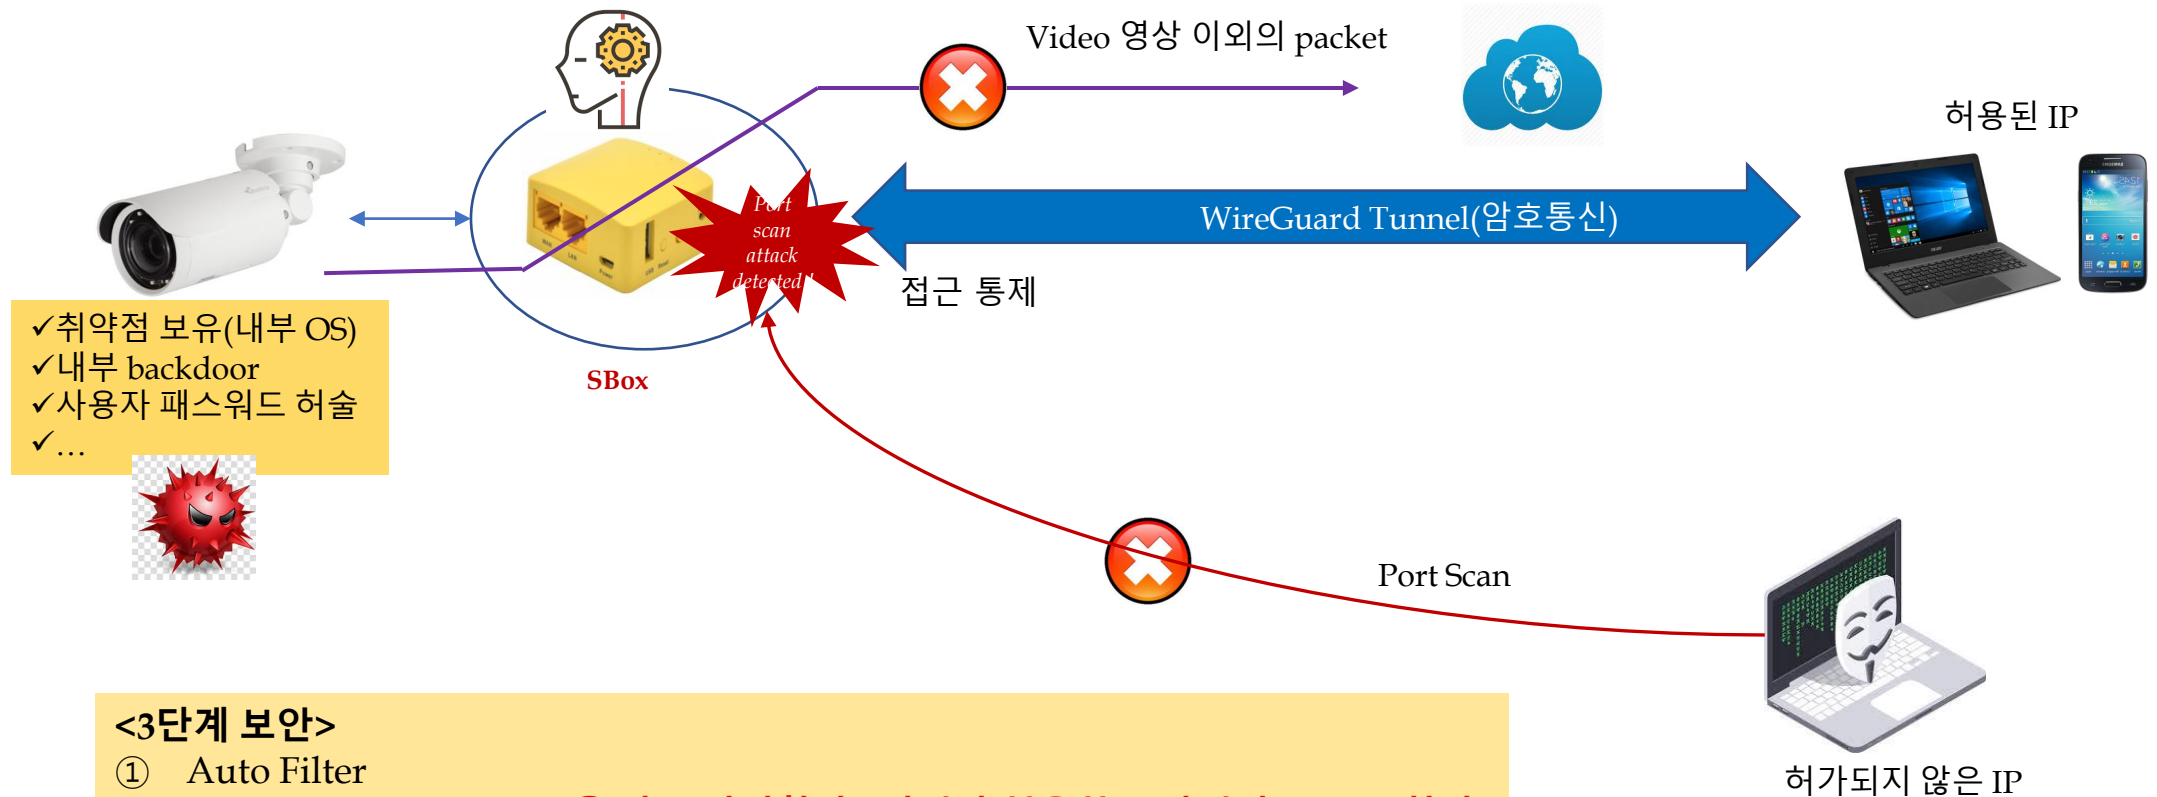 Video 영상 이외의 packet
허용된 IP
Port
scan
attack
detected!
WireGuard Tunnel(암호통신)
접근 통제
✓취약점 보유(내부 OS)
✓내부 backdoor
✓사용자 패스워드 허술
✓…
SBox
Port Scan
<3단계 보안>
① Auto Filter
허가되지 않은 IP